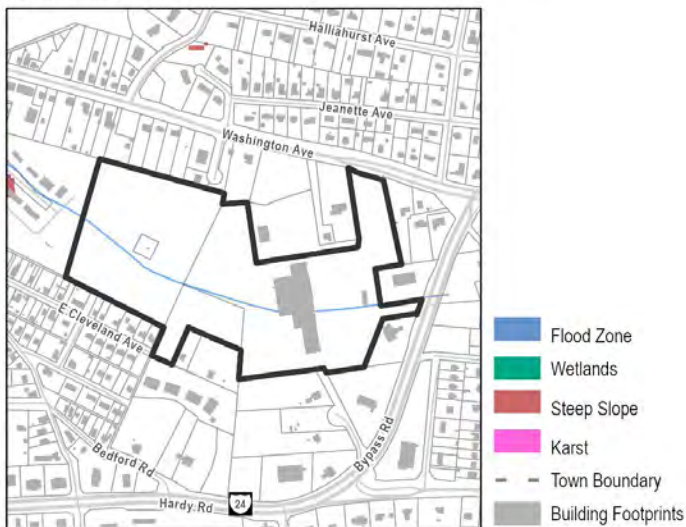 Halliahurst Ave
Jeanette Ave
Washington Ave
E Cleveland Ave
Bedford Rd
Bypass Rd
Hardy Rd
24
Flood Zone
Wetlands
Steep Slope
Karst
Town Boundary
Building Footprints